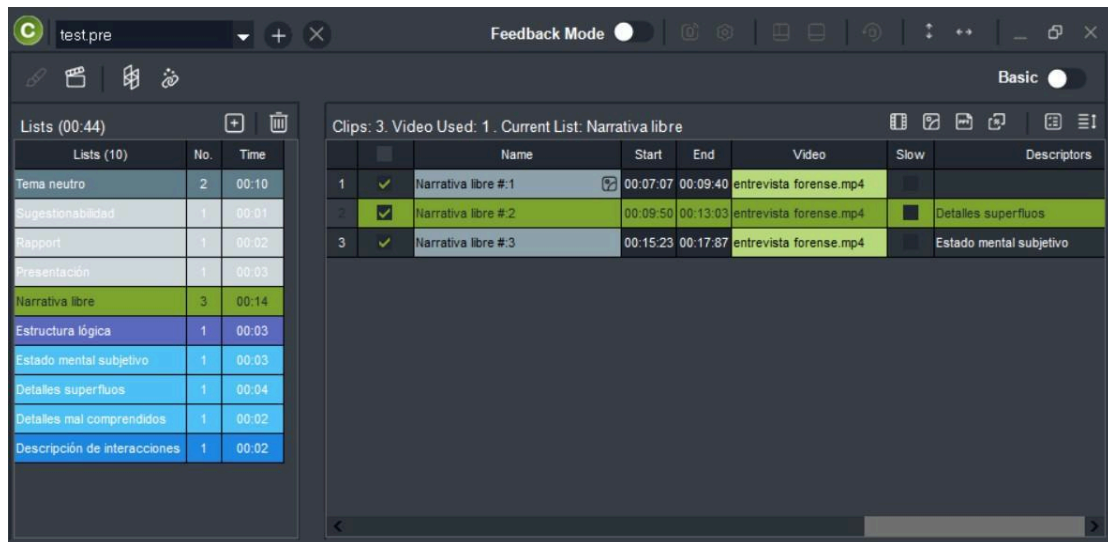 C test.pre Feedback Mode
Basic
Lists (00:44)
Clips: 3. Video Used: 1. Current List: Narrativa libre
Lists (10) No. Time
Tema neutro 2 00:10
Sugestionabilidad 1 00:01
Rapport 1 00:02
Presentación 1 00:03
Narrativa libre 3 00:14
Estructura lógica 1 00:03
Estado mental subjetivo 1 00:03
Detalles superfluos 1 00:04
Detalles mal comprendidos 1 00:02
Descripción de interacciones 1 00:02
Name Start End Video Slow Descriptors
1 Narrativa libre #:1 00:07:07 00:09:40 entrevista forense.mp4
2 Narrativa libre #:2 00:09:50 00:13:03 entrevista forense.mp4 Detalles superfluos
3 Narrativa libre #:3 00:15:23 00:17:87 entrevista forense.mp4 Estado mental subjetivo